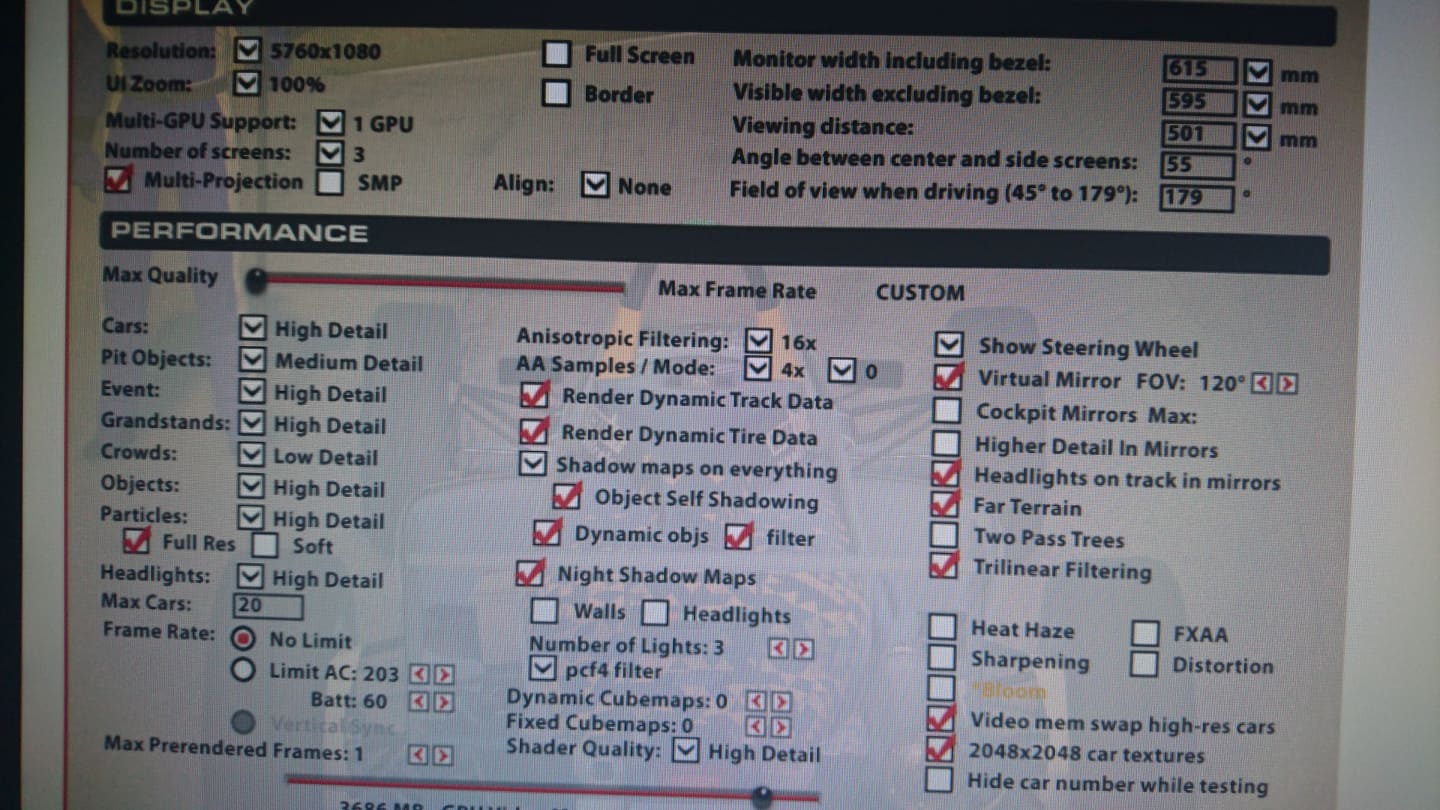 DISPLAY
Resolution: 5760x1080
UI Zoom: 100%
Multi-GPU Support: 1 GPU
Number of screens: 3
Multi-Projection SMP
Full Screen
Border
Align: None
Monitor width including bezel: 615 mm
Visible width excluding bezel: 595 mm
Viewing distance: 501 mm
Angle between center and side screens: 55 °
Field of view when driving (45° to 179°): 179 °
PERFORMANCE
Max Quality Max Frame Rate CUSTOM
Cars: High Detail
Pit Objects: Medium Detail
Event: High Detail
Grandstands: High Detail
Crowds: Low Detail
Objects: High Detail
Particles: High Detail
Full Res Soft
Headlights: High Detail
Max Cars: 20
Frame Rate: No Limit
Limit AC: 203
Batt: 60
Vertical Sync
Max Prerendered Frames: 1
Anisotropic Filtering: 16x
AA Samples / Mode: 4x 0
Render Dynamic Track Data
Render Dynamic Tire Data
Shadow maps on everything
Object Self Shadowing
Dynamic objs filter
Night Shadow Maps
Walls Headlights
Number of Lights: 3
pcf4 filter
Dynamic Cubemaps: 0
Fixed Cubemaps: 0
Shader Quality: High Detail
Show Steering Wheel
Virtual Mirror FOV: 120°
Cockpit Mirrors Max:
Higher Detail In Mirrors
Headlights on track in mirrors
Far Terrain
Two Pass Trees
Trilinear Filtering
Heat Haze FXAA
Sharpening Distortion
*Bloom
Video mem swap high-res cars
2048x2048 car textures
Hide car number while testing
3686 MB